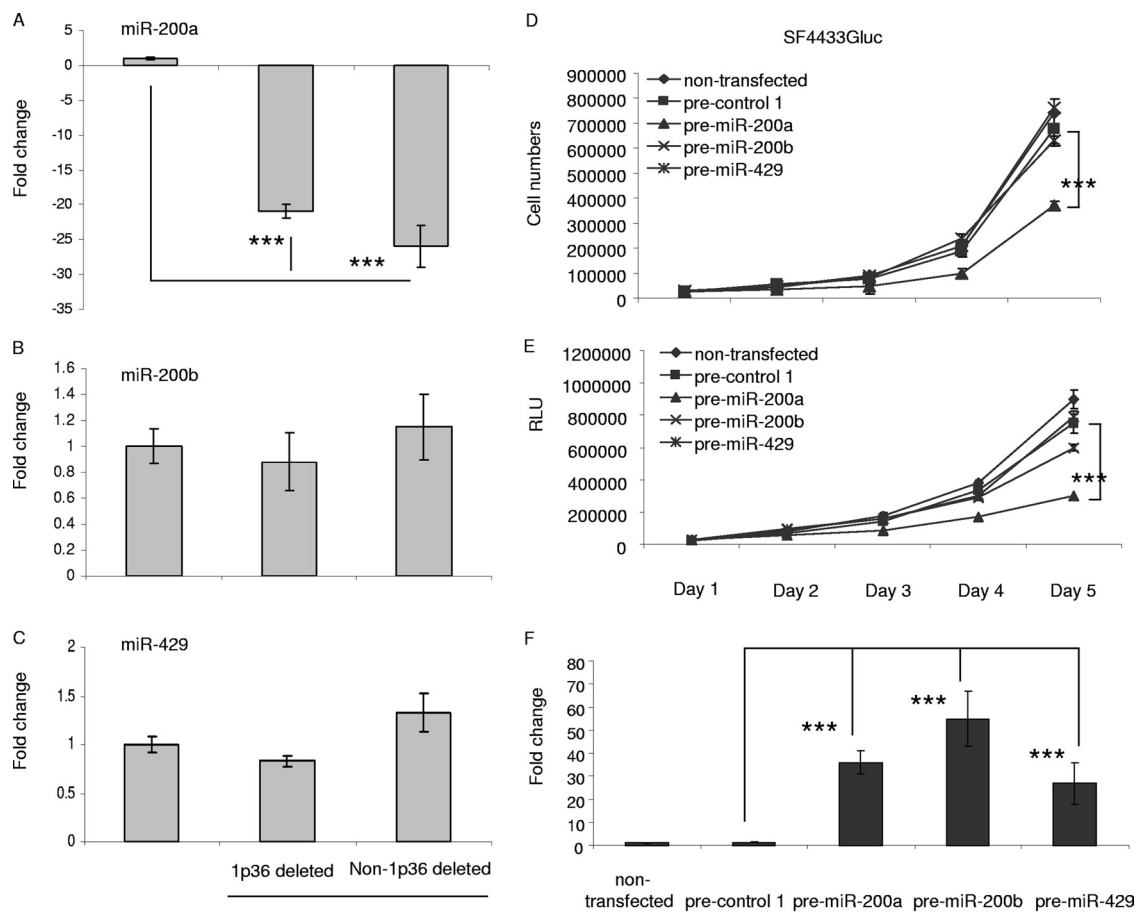 A
miR-200a
Fold change
5
0
-5
-10
-15
-20
-25
-30
-35
***
***
B
miR-200b
Fold change
1.6
1.4
1.2
1
0.8
0.6
0.4
0.2
0
C
miR-429
Fold change
2
1.5
1
0.5
0
1p36 deleted
Non-1p36 deleted
D
SF4433Gluc
Cell numbers
900000
800000
700000
600000
500000
400000
300000
200000
100000
0
non-transfected
pre-control 1
pre-miR-200a
pre-miR-200b
pre-miR-429
***
E
RLU
1200000
1000000
800000
600000
400000
200000
0
non-transfected
pre-control 1
pre-miR-200a
pre-miR-200b
pre-miR-429
***
Day 1
Day 2
Day 3
Day 4
Day 5
F
Fold change
80
70
60
50
40
30
20
10
0
***
***
***
non-
transfected
pre-control 1
pre-miR-200a
pre-miR-200b
pre-miR-429